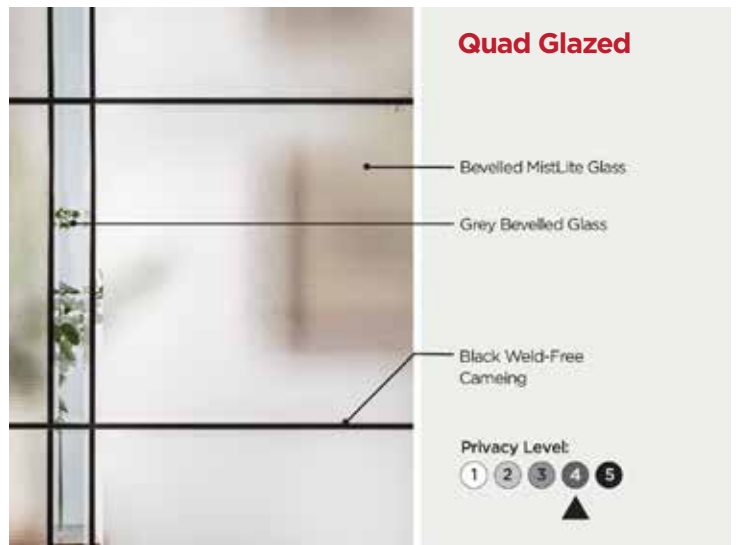 Quad Glazed
Bevelled MistLite Glass
Grey Bevelled Glass
Black Weld-Free
Cameing
Privacy Level:
1 2 3 4 5